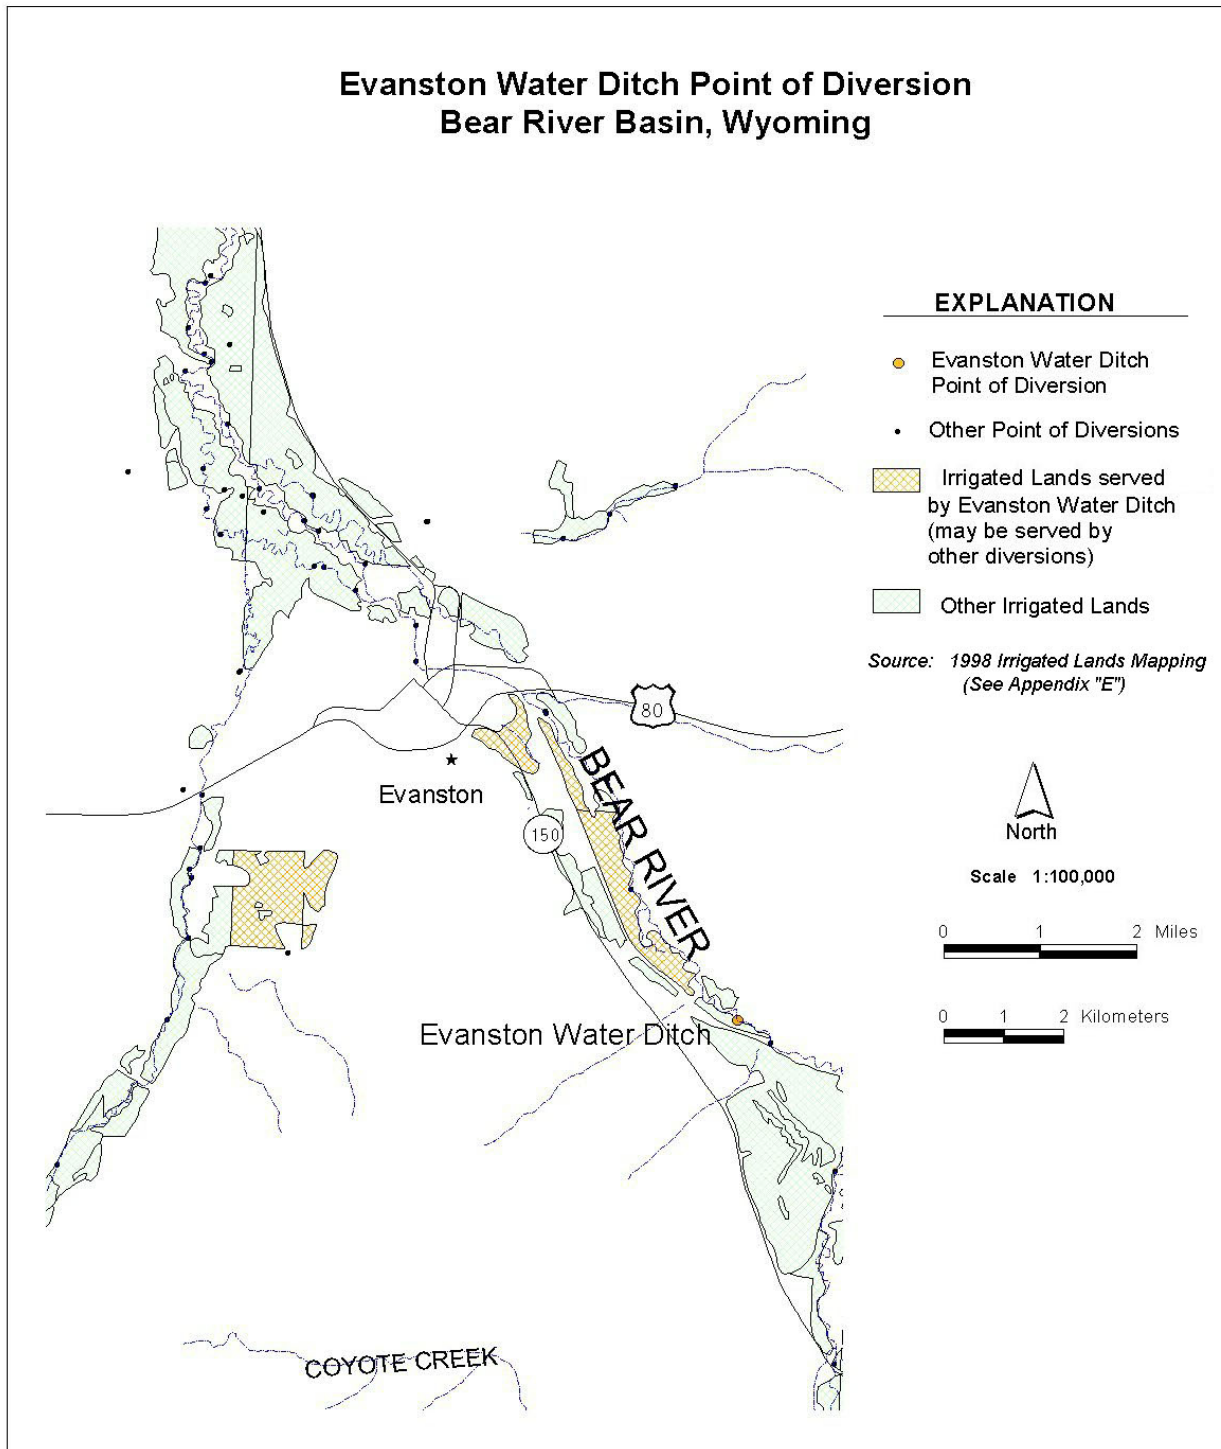 Evanston Water Ditch Point of Diversion
Bear River Basin, Wyoming
EXPLANATION
Evanston Water Ditch
Point of Diversion
Other Point of Diversions
Irrigated Lands served
by Evanston Water Ditch
(may be served by
other diversions)
Other Irrigated Lands
Source: 1998 Irrigated Lands Mapping
(See Appendix "E")
80
BEAR RIVER
Evanston
150
North
Scale 1:100,000
0 1 2 Miles
0 1 2 Kilometers
Evanston Water Ditch
COYOTE CREEK